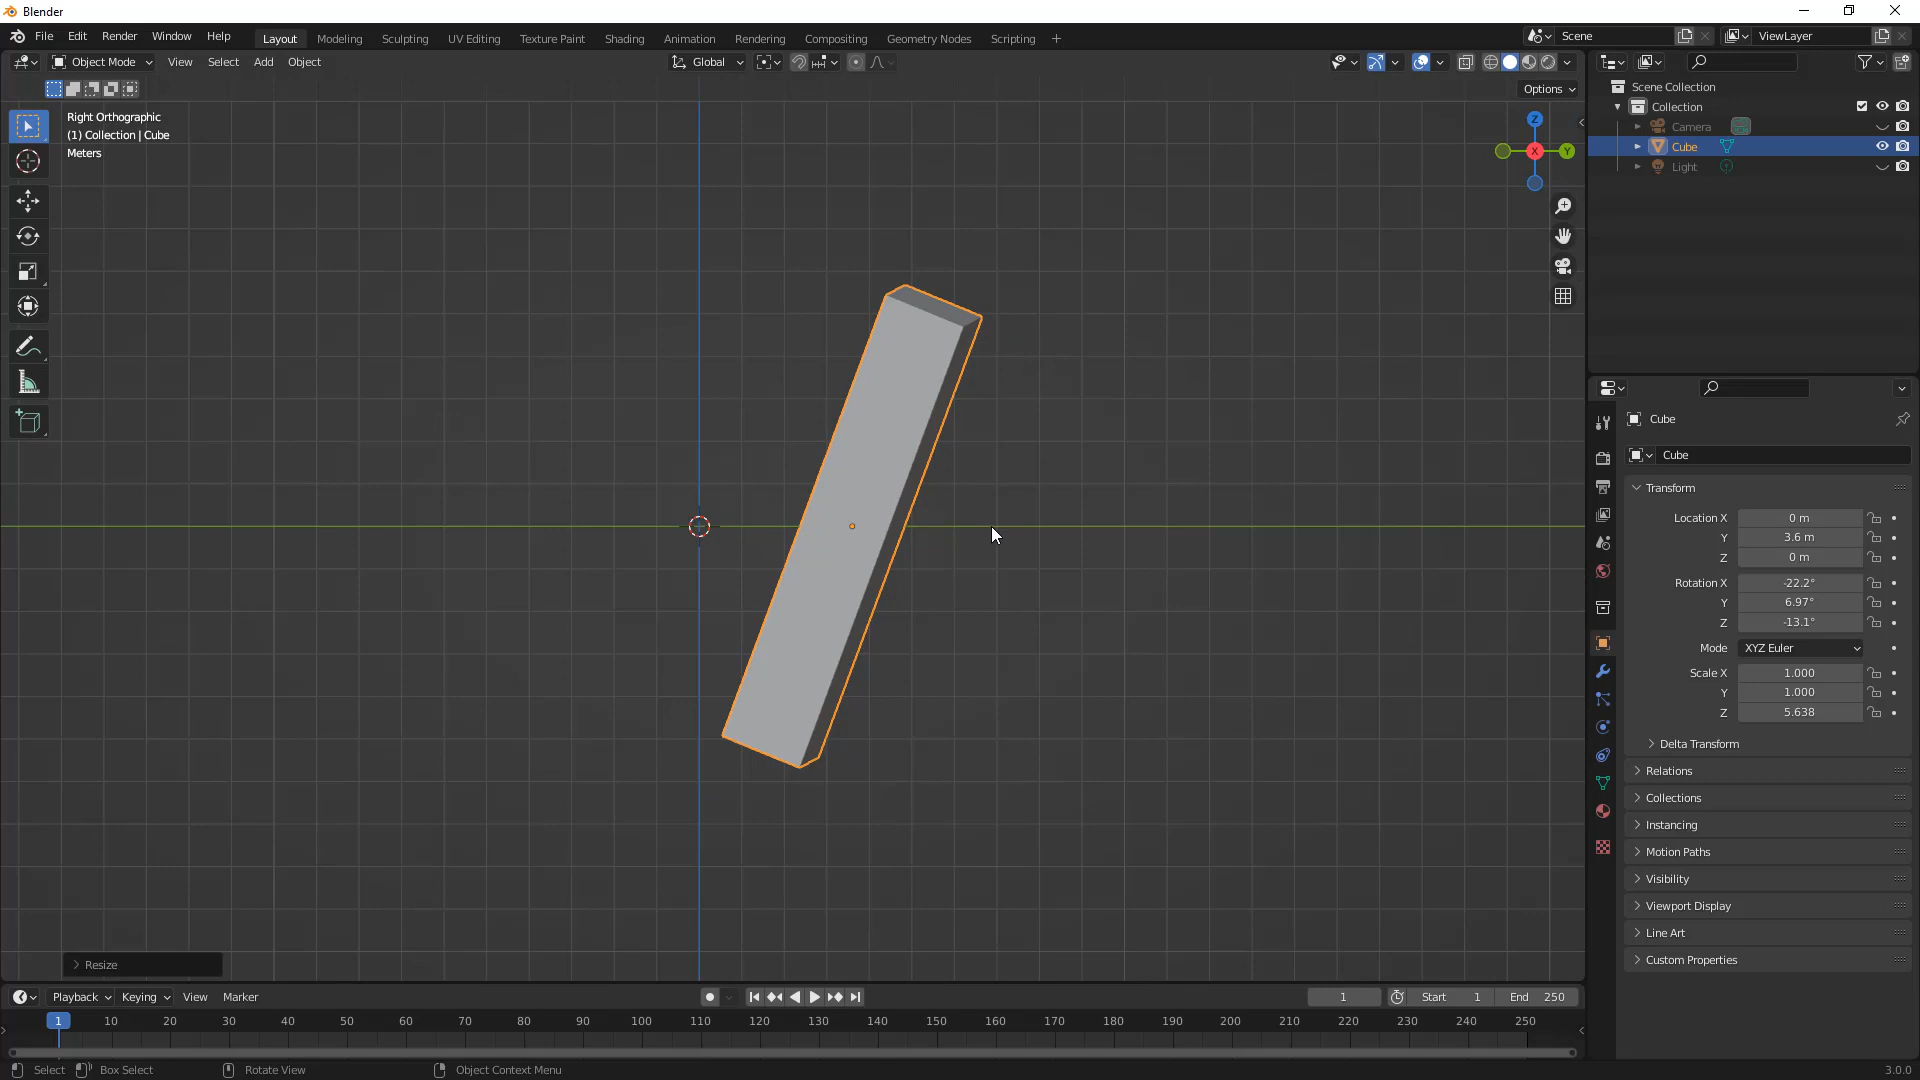 Blender
File Edit Render Window Help Layout Modeling Sculpting UV Editing Texture Paint Shading Animation Rendering Compositing Geometry Nodes Scripting + Scene ViewLayer
Object Mode View Select Add Object Global
Options
Right Orthographic
(1) Collection | Cube
Meters
Z
Y
X
Scene Collection
Collection
Camera
Cube
Light
Cube
Cube
Transform
Location X 0 m
Y 3.6 m
Z 0 m
Rotation X -22.2°
Y 6.97°
Z -13.1°
Mode XYZ Euler
Scale X 1.000
Y 1.000
Z 5.638
Delta Transform
Relations
Collections
Instancing
Motion Paths
Visibility
Viewport Display
Line Art
Custom Properties
Resize
Playback Keying View Marker 1 Start 1 End 250
1 10 20 30 40 50 60 70 80 90 100 110 120 130 140 150 160 170 180 190 200 210 220 230 240 250
Select Box Select Rotate View Object Context Menu 3.0.0